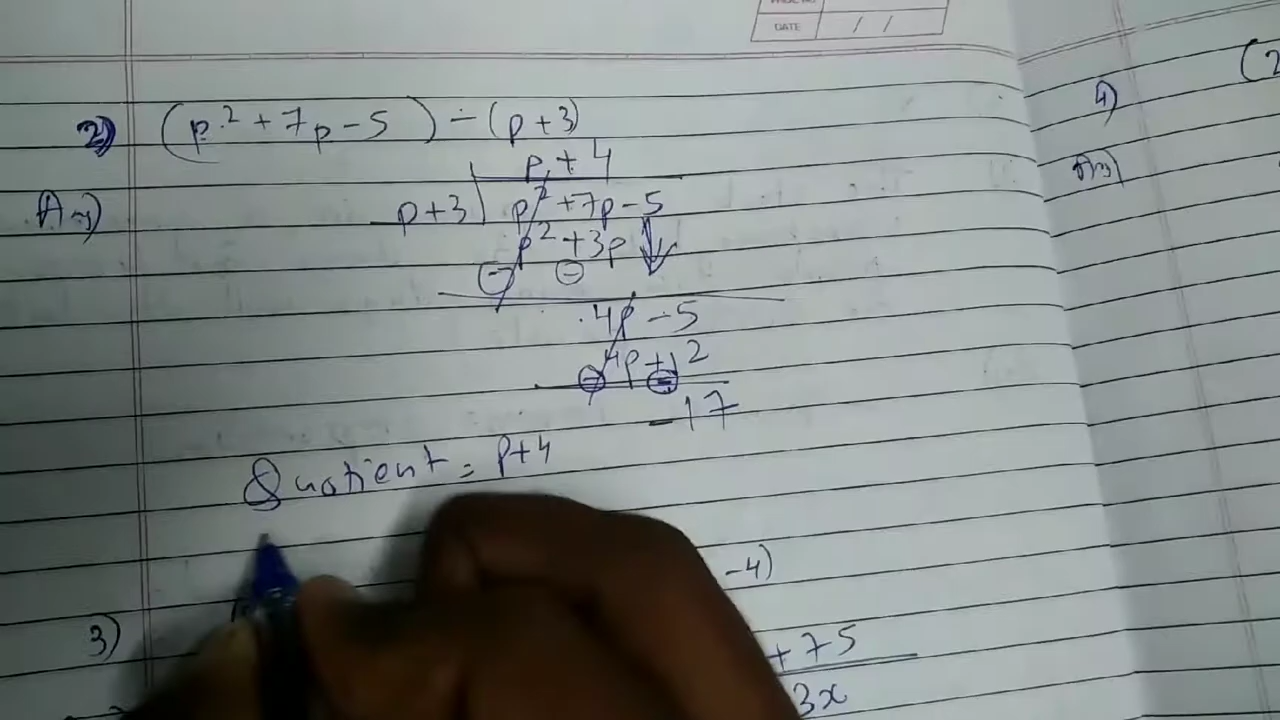 DATE / /
2) (p² + 7p - 5) ÷ (p + 3)
p + 4
p+3 p² + 7p - 5
p² + 3p
- -
4p - 5
4p + 12
- -
- 17
Quotient = p+4
-4)
3)
+ 75
3x
4)
(2